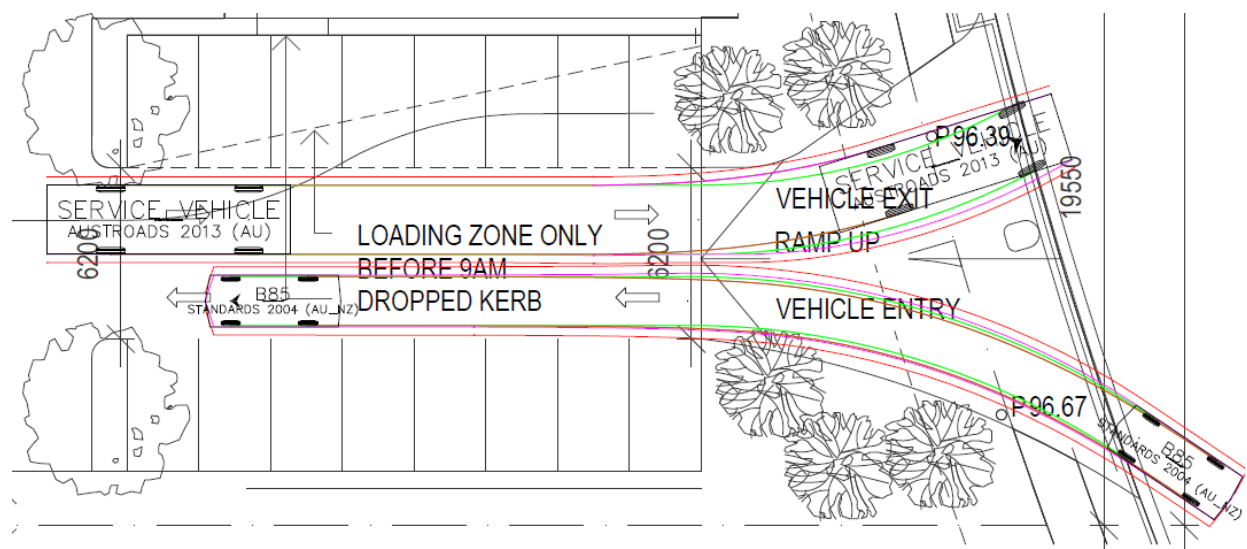 P 96.39
SERVICE VEHICLE
AUSTROADS 2013 (AU)
19550
VEHICLE EXIT
SERVICE VEHICLE
AUSTROADS 2013 (AU)
6200
LOADING ZONE ONLY
6200
RAMP UP
BEFORE 9AM
B85
STANDARDS 2004 (AU_NZ)
DROPPED KERB
VEHICLE ENTRY
P 96.67
B85
STANDARDS 2004 (AU_NZ)